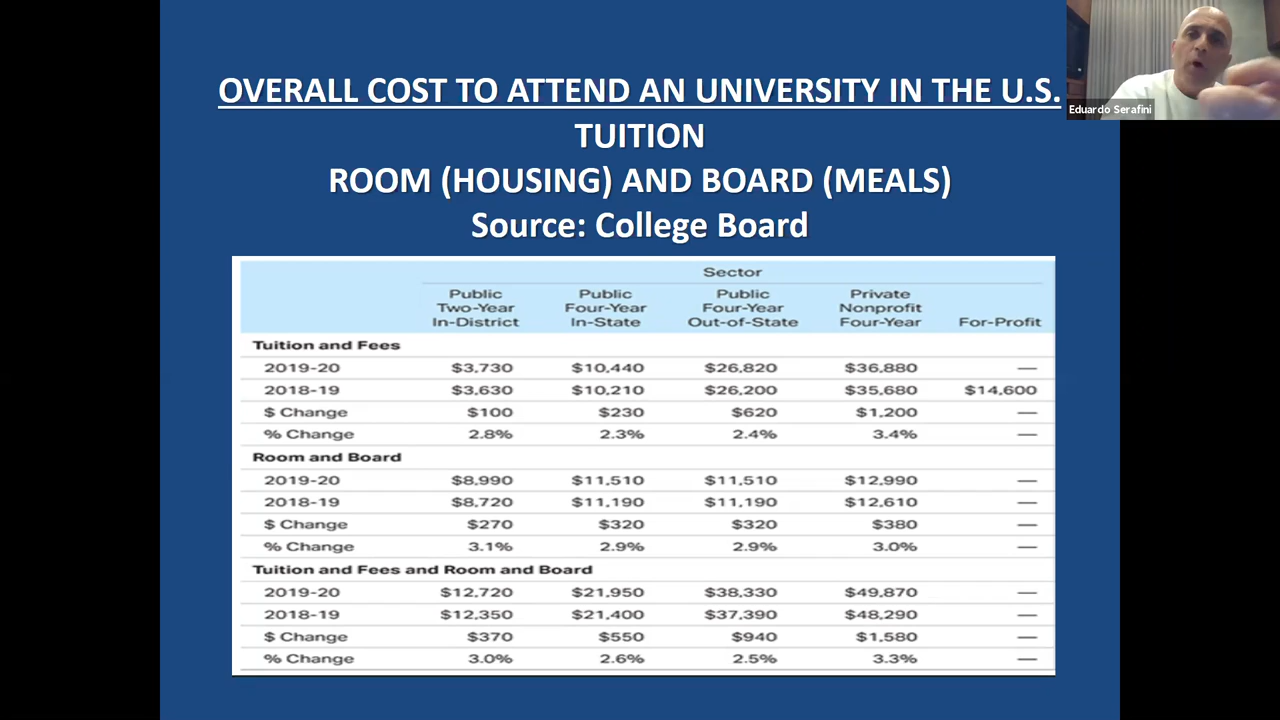 OVERALL COST TO ATTEND AN UNIVERSITY IN THE U.S.
TUITION
ROOM (HOUSING) AND BOARD (MEALS)
Source: College Board
Eduardo Serafini
Sector
Public Two-Year In-District Public Four-Year In-State Public Four-Year Out-of-State Private Nonprofit Four-Year For-Profit
Tuition and Fees
2019-20 $3,730 $10,440 $26,820 $36,880 —
2018-19 $3,630 $10,210 $26,200 $35,680 $14,600
$ Change $100 $230 $620 $1,200 —
% Change 2.8% 2.3% 2.4% 3.4% —
Room and Board
2019-20 $8,990 $11,510 $11,510 $12,990 —
2018-19 $8,720 $11,190 $11,190 $12,610 —
$ Change $270 $320 $320 $380 —
% Change 3.1% 2.9% 2.9% 3.0% —
Tuition and Fees and Room and Board
2019-20 $12,720 $21,950 $38,330 $49,870 —
2018-19 $12,350 $21,400 $37,390 $48,290 —
$ Change $370 $550 $940 $1,580 —
% Change 3.0% 2.6% 2.5% 3.3% —